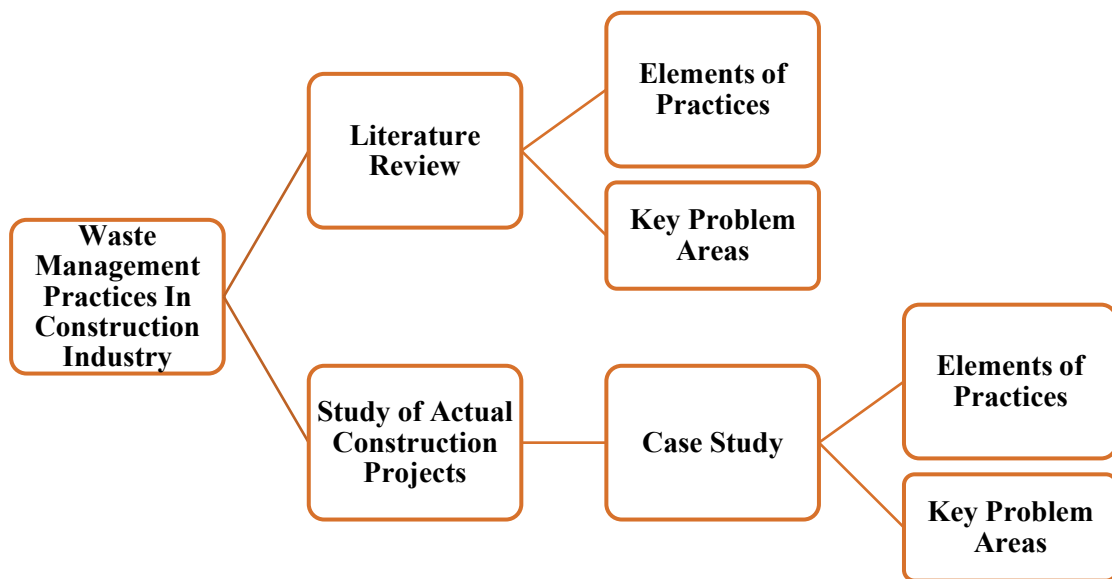 Waste
Management
Practices In
Construction
Industry
Literature
Review
Elements of
Practices
Key Problem
Areas
Study of Actual
Construction
Projects
Case Study
Elements of
Practices
Key Problem
Areas